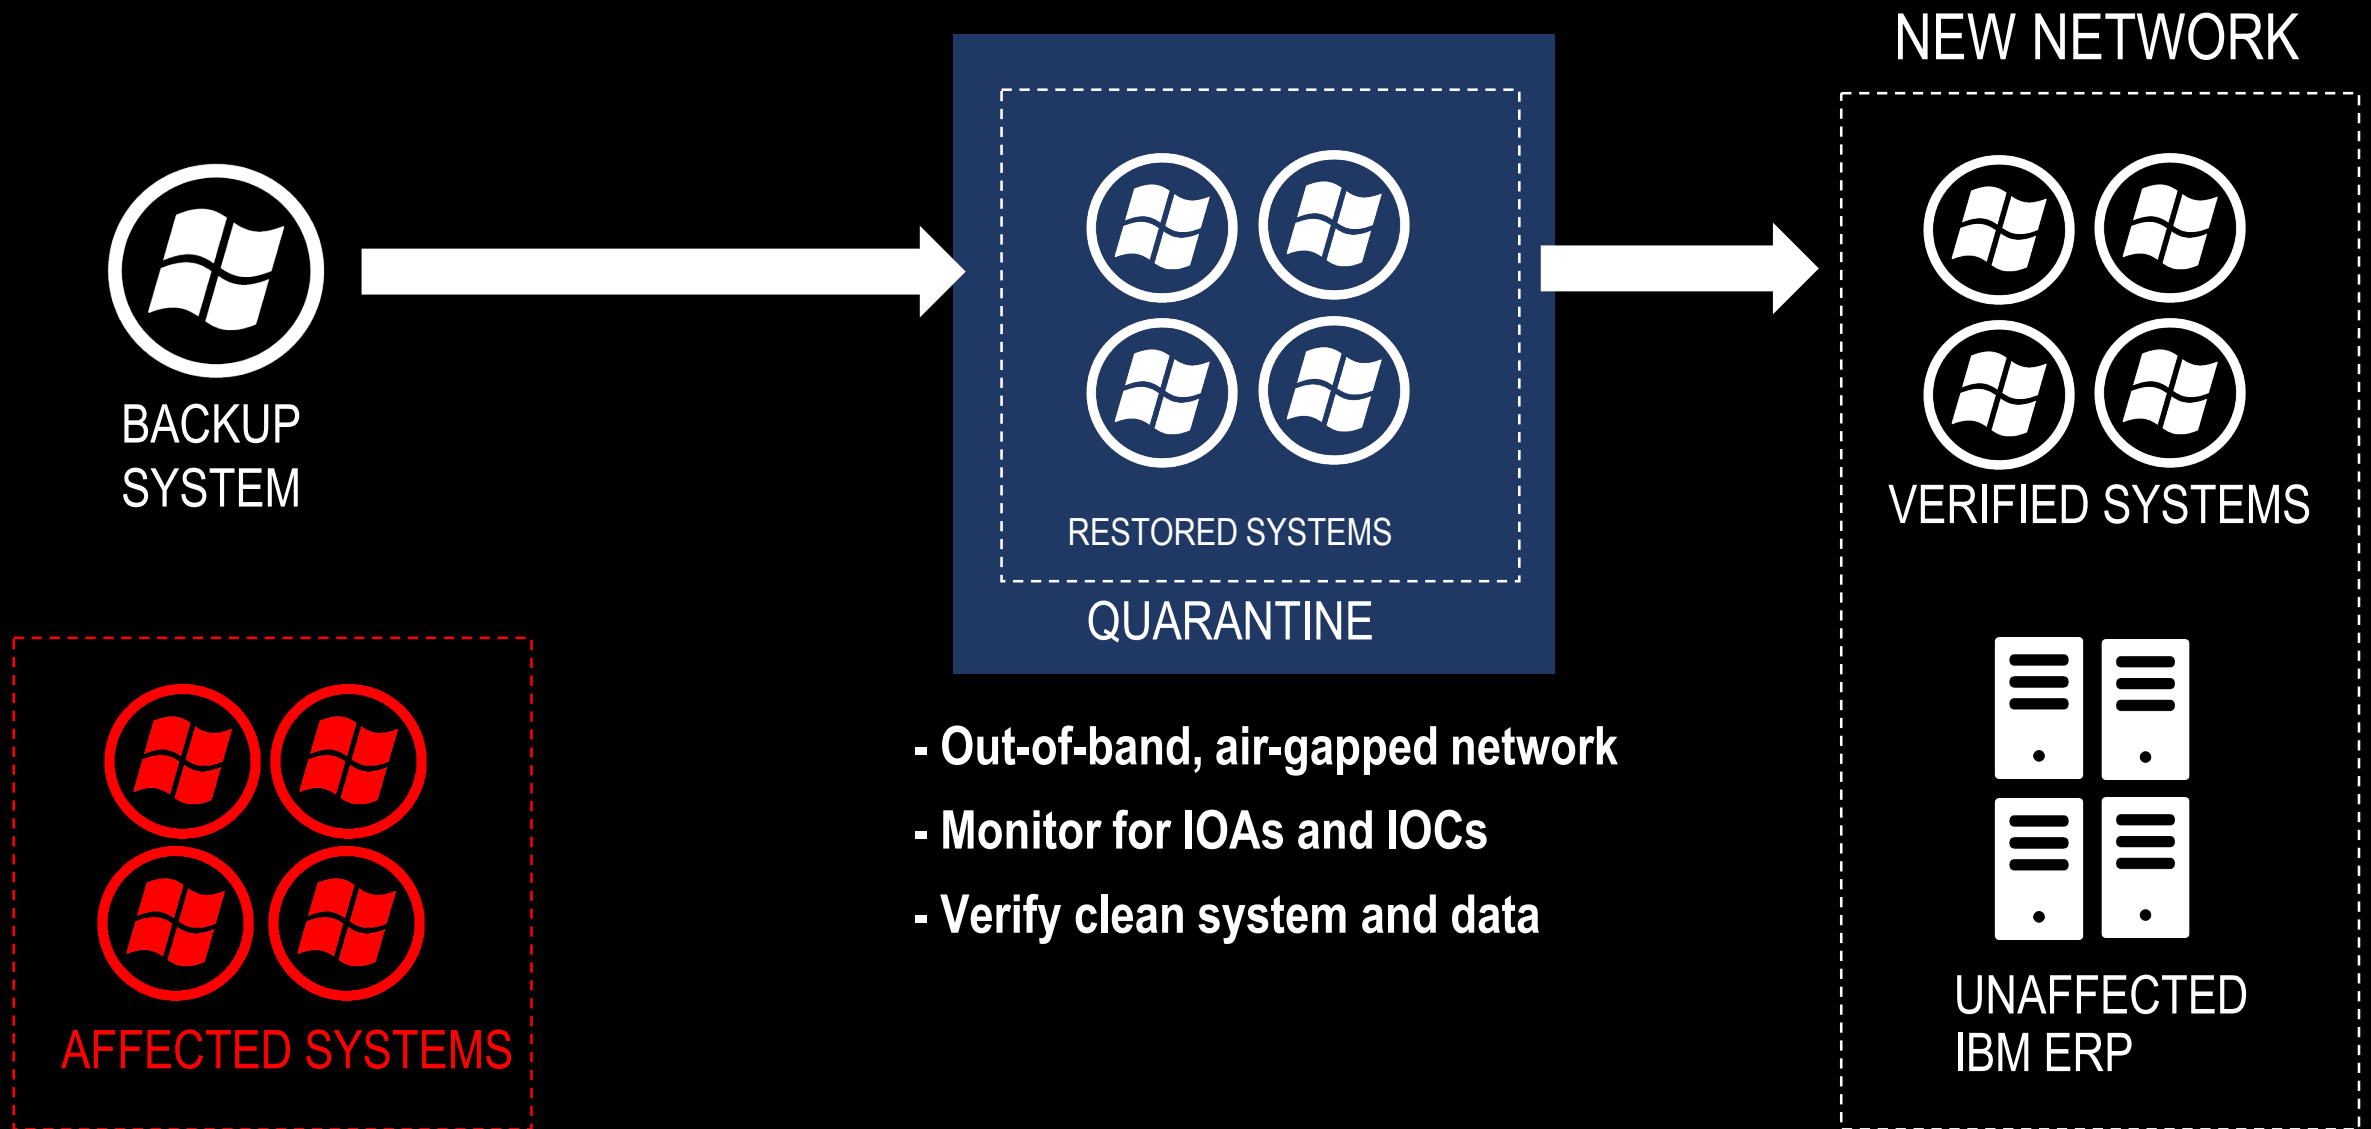 NEW NETWORK
BACKUP
SYSTEM
RESTORED SYSTEMS
QUARANTINE
- Out-of-band, air-gapped network
- Monitor for IOAs and IOCs
- Verify clean system and data
VERIFIED SYSTEMS
UNAFFECTED
IBM ERP
AFFECTED SYSTEMS